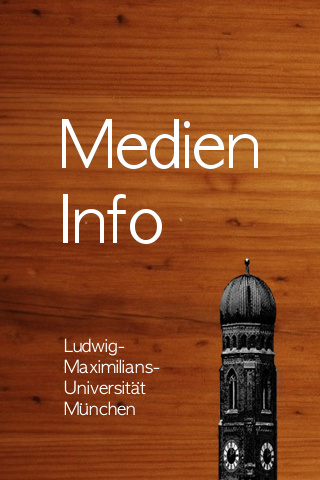 Medien
Info
Ludwig-
Maximilians-
Universität
München